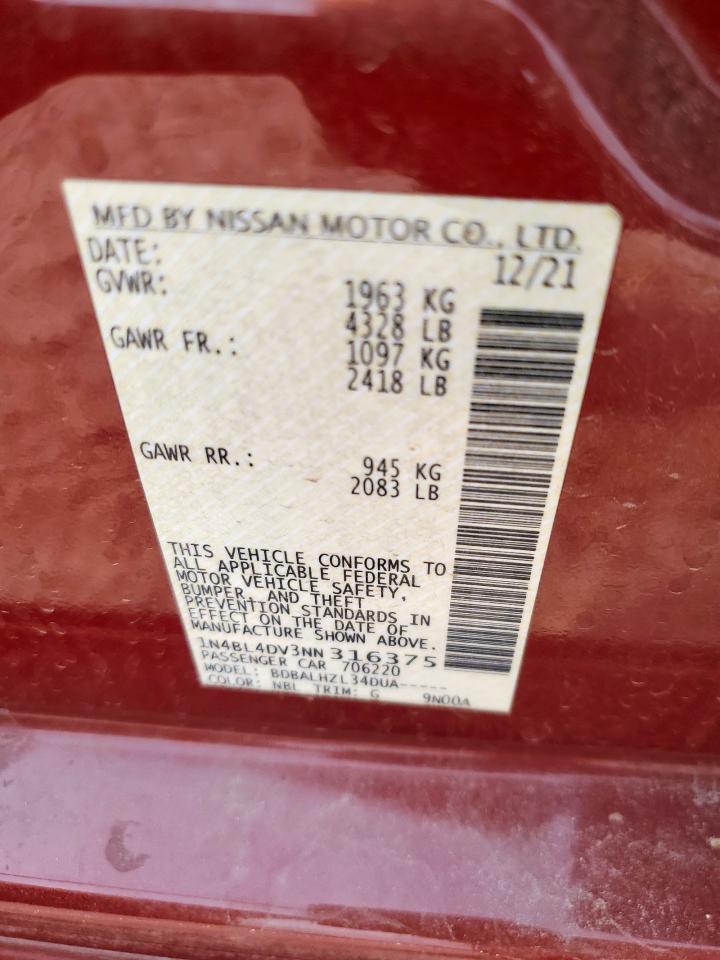 MFD BY NISSAN MOTOR CO., LTD.
DATE: 12/21
GVWR: 1963 KG
4328 LB
GAWR FR.: 1097 KG
2418 LB
GAWR RR.: 945 KG
2083 LB
THIS VEHICLE CONFORMS TO
ALL APPLICABLE FEDERAL
MOTOR VEHICLE SAFETY,
BUMPER, AND THEFT
PREVENTION STANDARDS IN
EFFECT ON THE DATE OF
MANUFACTURE SHOWN ABOVE.
1N4BL4DV3NN316375
PASSENGER CAR 706220
MODEL: BDBALHZL34DUA-----
COLOR: NBL TRIM: G 9N00A